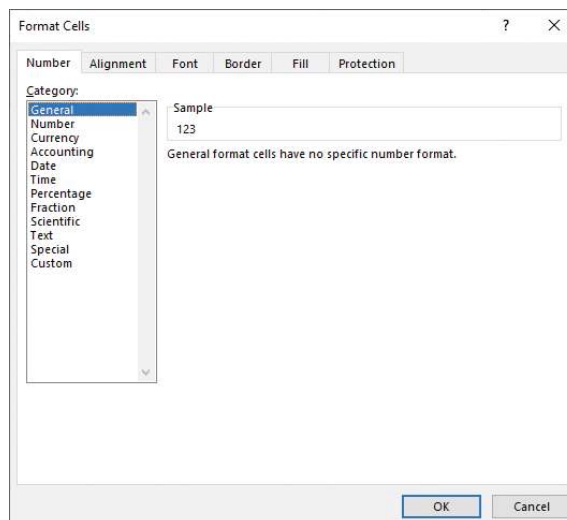 Format Cells ? ×
Number Alignment Font Border Fill Protection
Category:
General
Number
Currency
Accounting
Date
Time
Percentage
Fraction
Scientific
Text
Special
Custom
Sample
123
General format cells have no specific number format.
OK Cancel